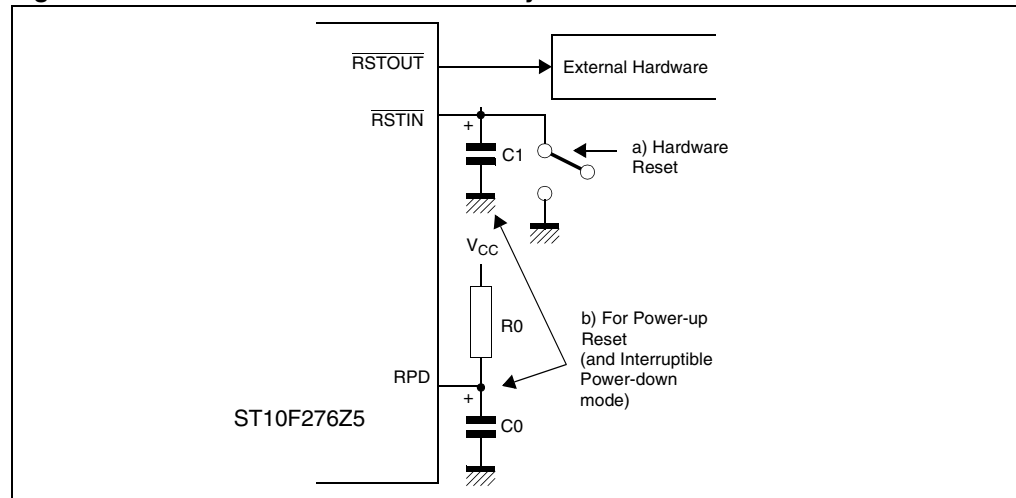 RSTOUT
External Hardware
RSTIN
+
C1
a) Hardware
Reset
VCC
R0
b) For Power-up
Reset
(and Interruptible
Power-down
mode)
RPD
+
ST10F276Z5
C0